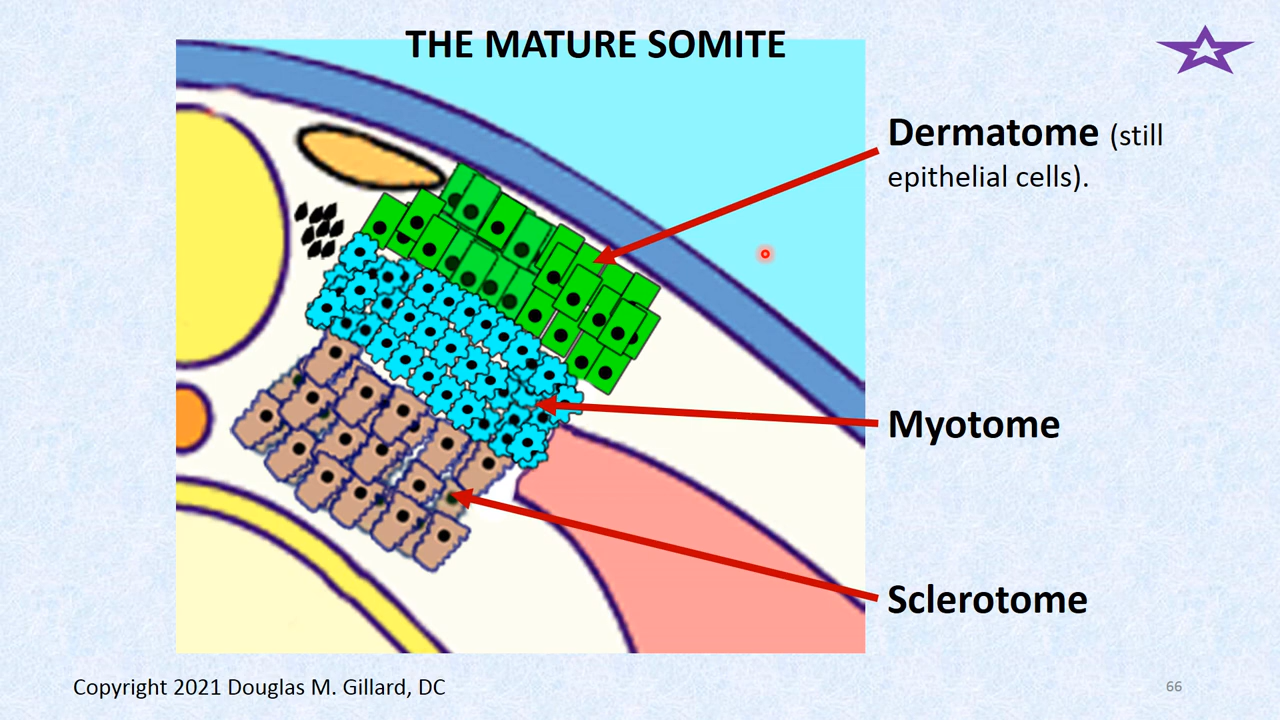 THE MATURE SOMITE
Dermatome (still
epithelial cells).
Myotome
Sclerotome
Copyright 2021 Douglas M. Gillard, DC
66